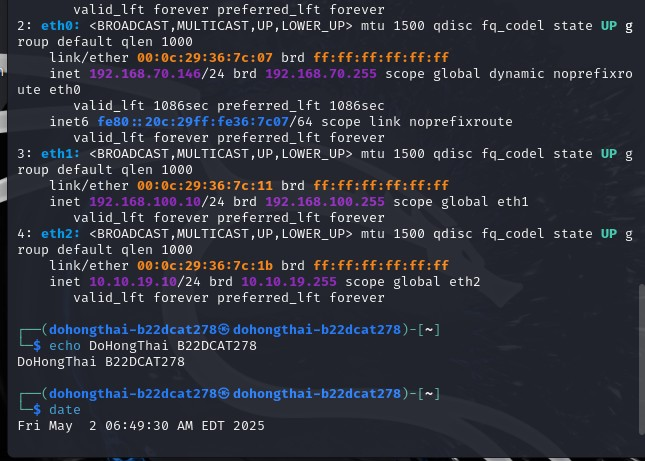 valid_lft forever preferred_lft forever
2: eth0: <BROADCAST,MULTICAST,UP,LOWER_UP> mtu 1500 qdisc fq_codel state UP g
roup default qlen 1000
link/ether 00:0c:29:36:7c:07 brd ff:ff:ff:ff:ff:ff
inet 192.168.70.146/24 brd 192.168.70.255 scope global dynamic noprefixro
ute eth0
valid_lft 1086sec preferred_lft 1086sec
inet6 fe80::20c:29ff:fe36:7c07/64 scope link noprefixroute
valid_lft forever preferred_lft forever
3: eth1: <BROADCAST,MULTICAST,UP,LOWER_UP> mtu 1500 qdisc fq_codel state UP g
roup default qlen 1000
link/ether 00:0c:29:36:7c:11 brd ff:ff:ff:ff:ff:ff
inet 192.168.100.10/24 brd 192.168.100.255 scope global eth1
valid_lft forever preferred_lft forever
4: eth2: <BROADCAST,MULTICAST,UP,LOWER_UP> mtu 1500 qdisc fq_codel state UP g
roup default qlen 1000
link/ether 00:0c:29:36:7c:1b brd ff:ff:ff:ff:ff:ff
inet 10.10.19.10/24 brd 10.10.19.255 scope global eth2
valid_lft forever preferred_lft forever
┌──(dohongthai-b22dcat278㉿dohongthai-b22dcat278)-[~]
└─$ echo DoHongThai B22DCAT278
DoHongThai B22DCAT278
┌──(dohongthai-b22dcat278㉿dohongthai-b22dcat278)-[~]
└─$ date
Fri May  2 06:49:30 AM EDT 2025